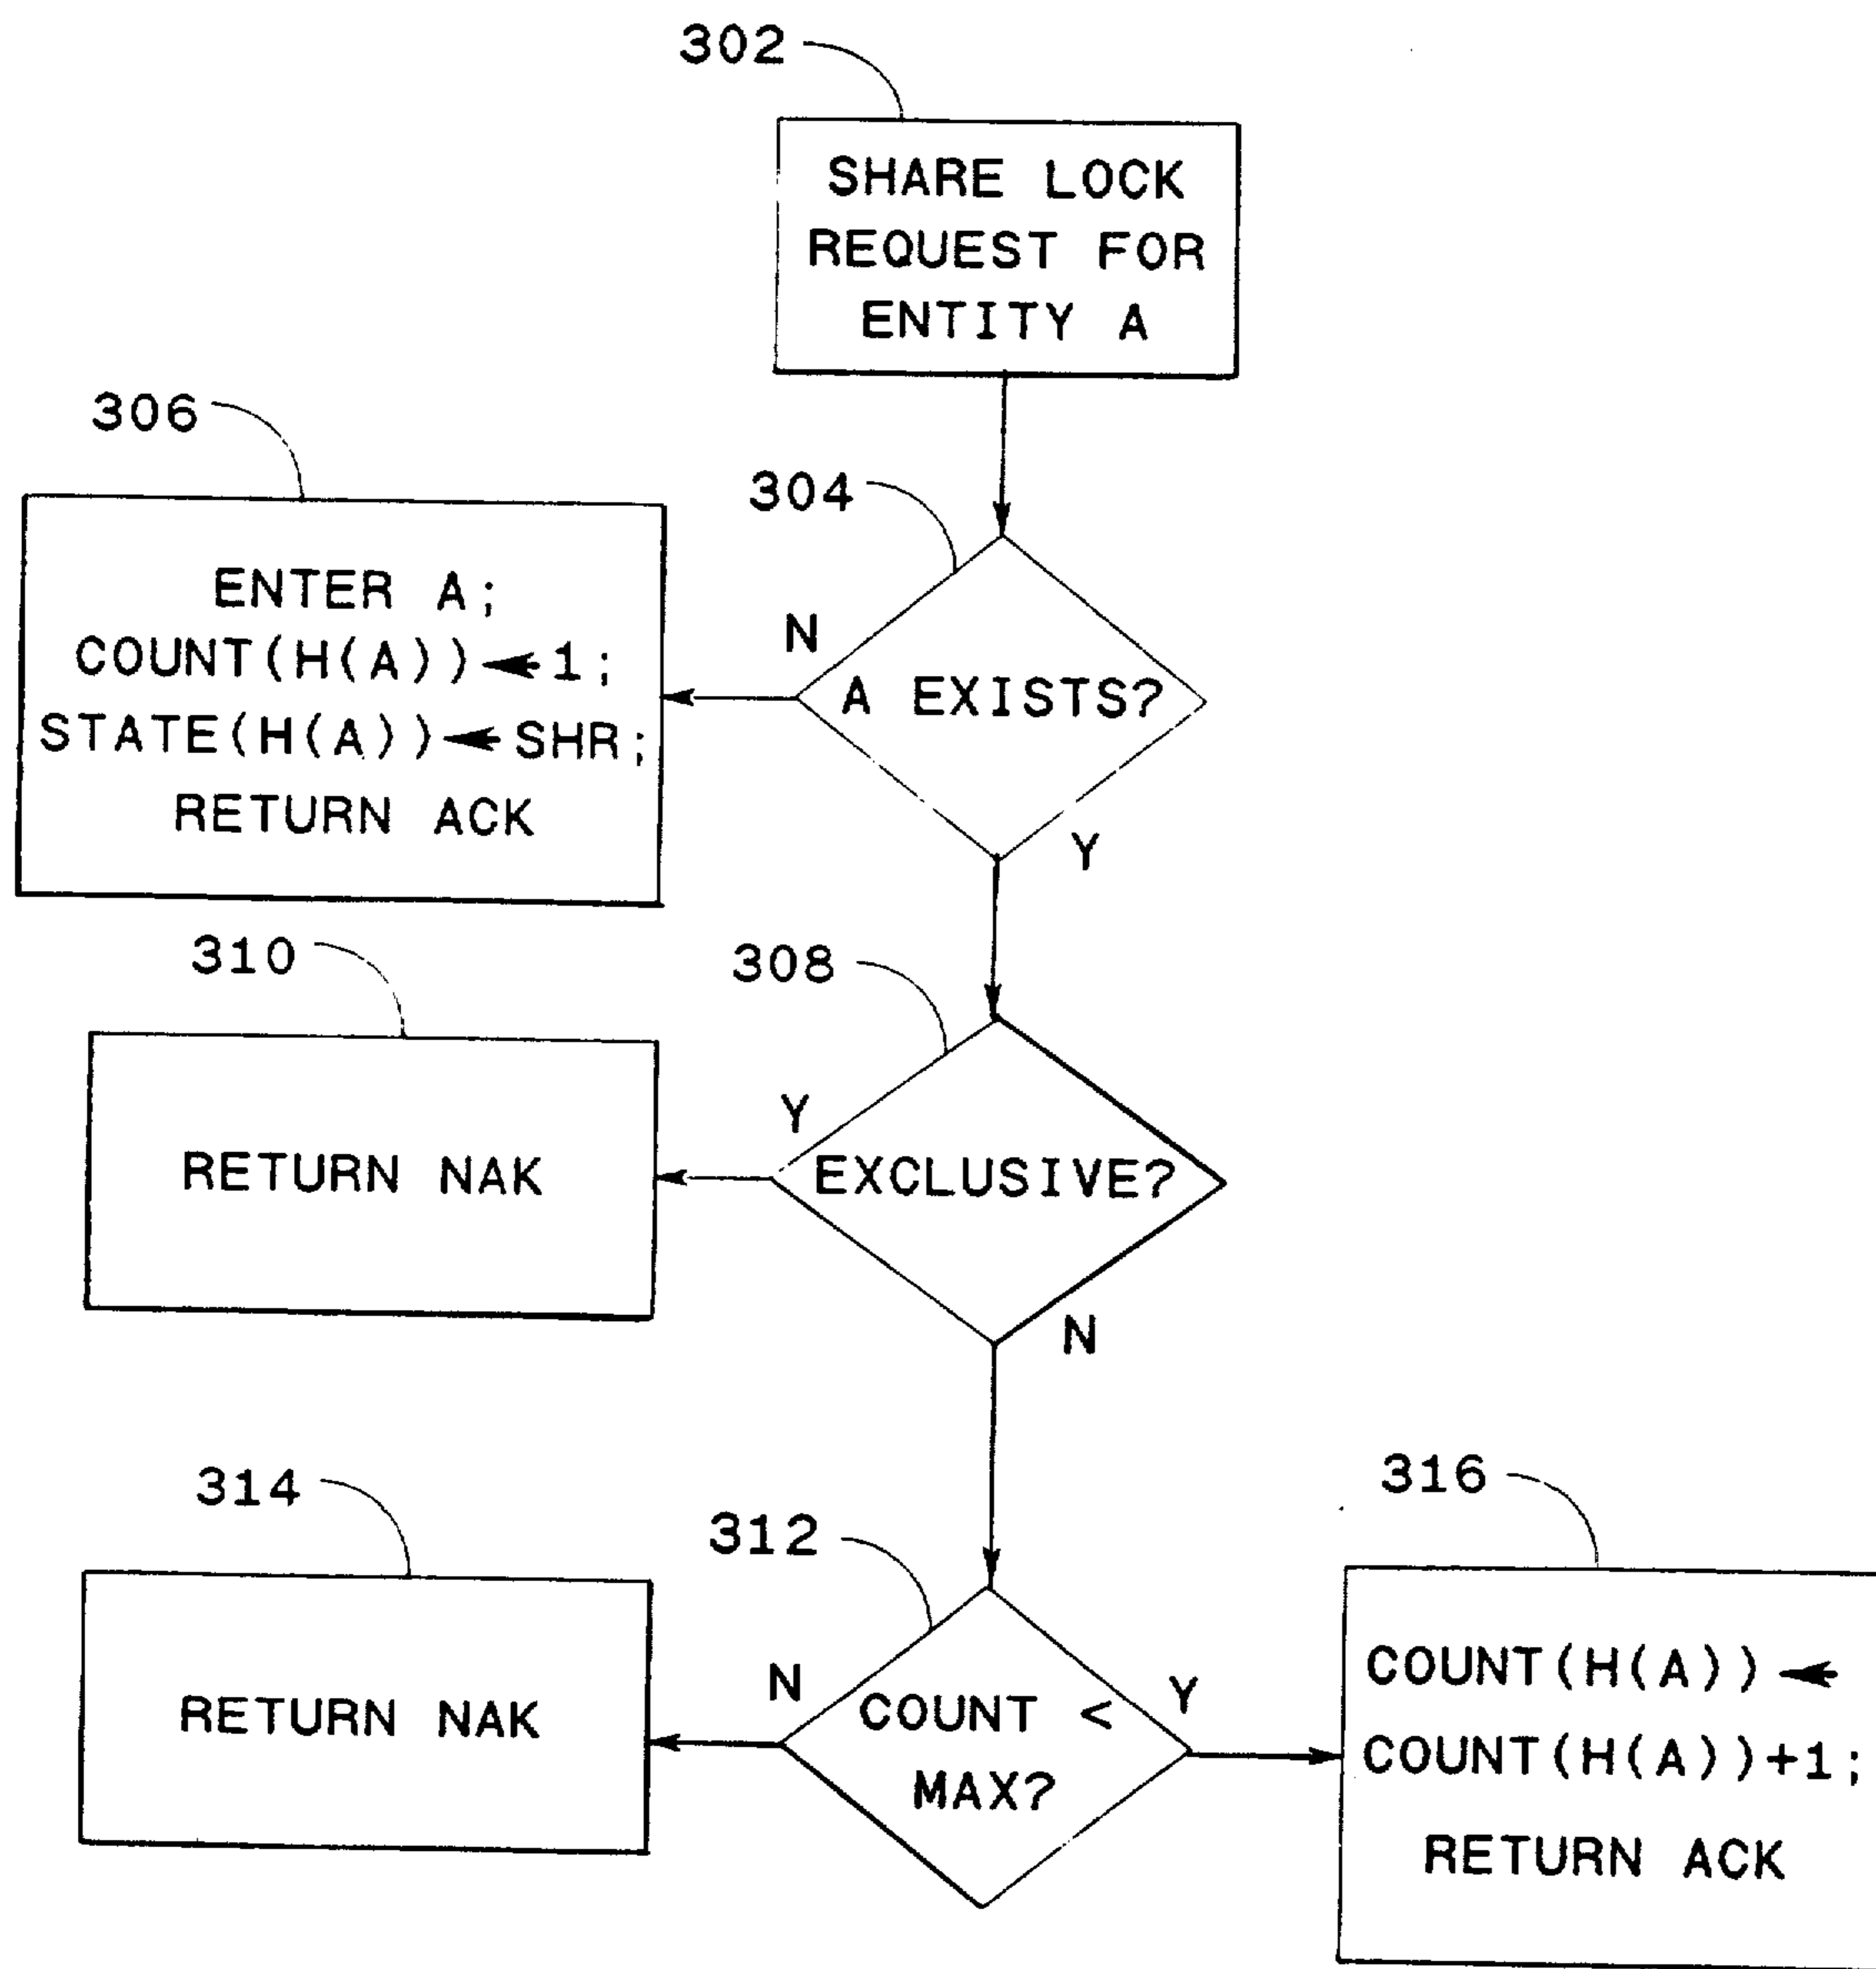 302
SHARE LOCK
REQUEST FOR
ENTITY A
306
ENTER A;
COUNT(H(A))←1;
STATE(H(A))←SHR;
RETURN ACK
304
N
A EXISTS?
Y
310
RETURN NAK
308
Y
EXCLUSIVE?
N
314
RETURN NAK
312
N
COUNT <
MAX?
Y
316
COUNT(H(A))←
COUNT(H(A))+1;
RETURN ACK